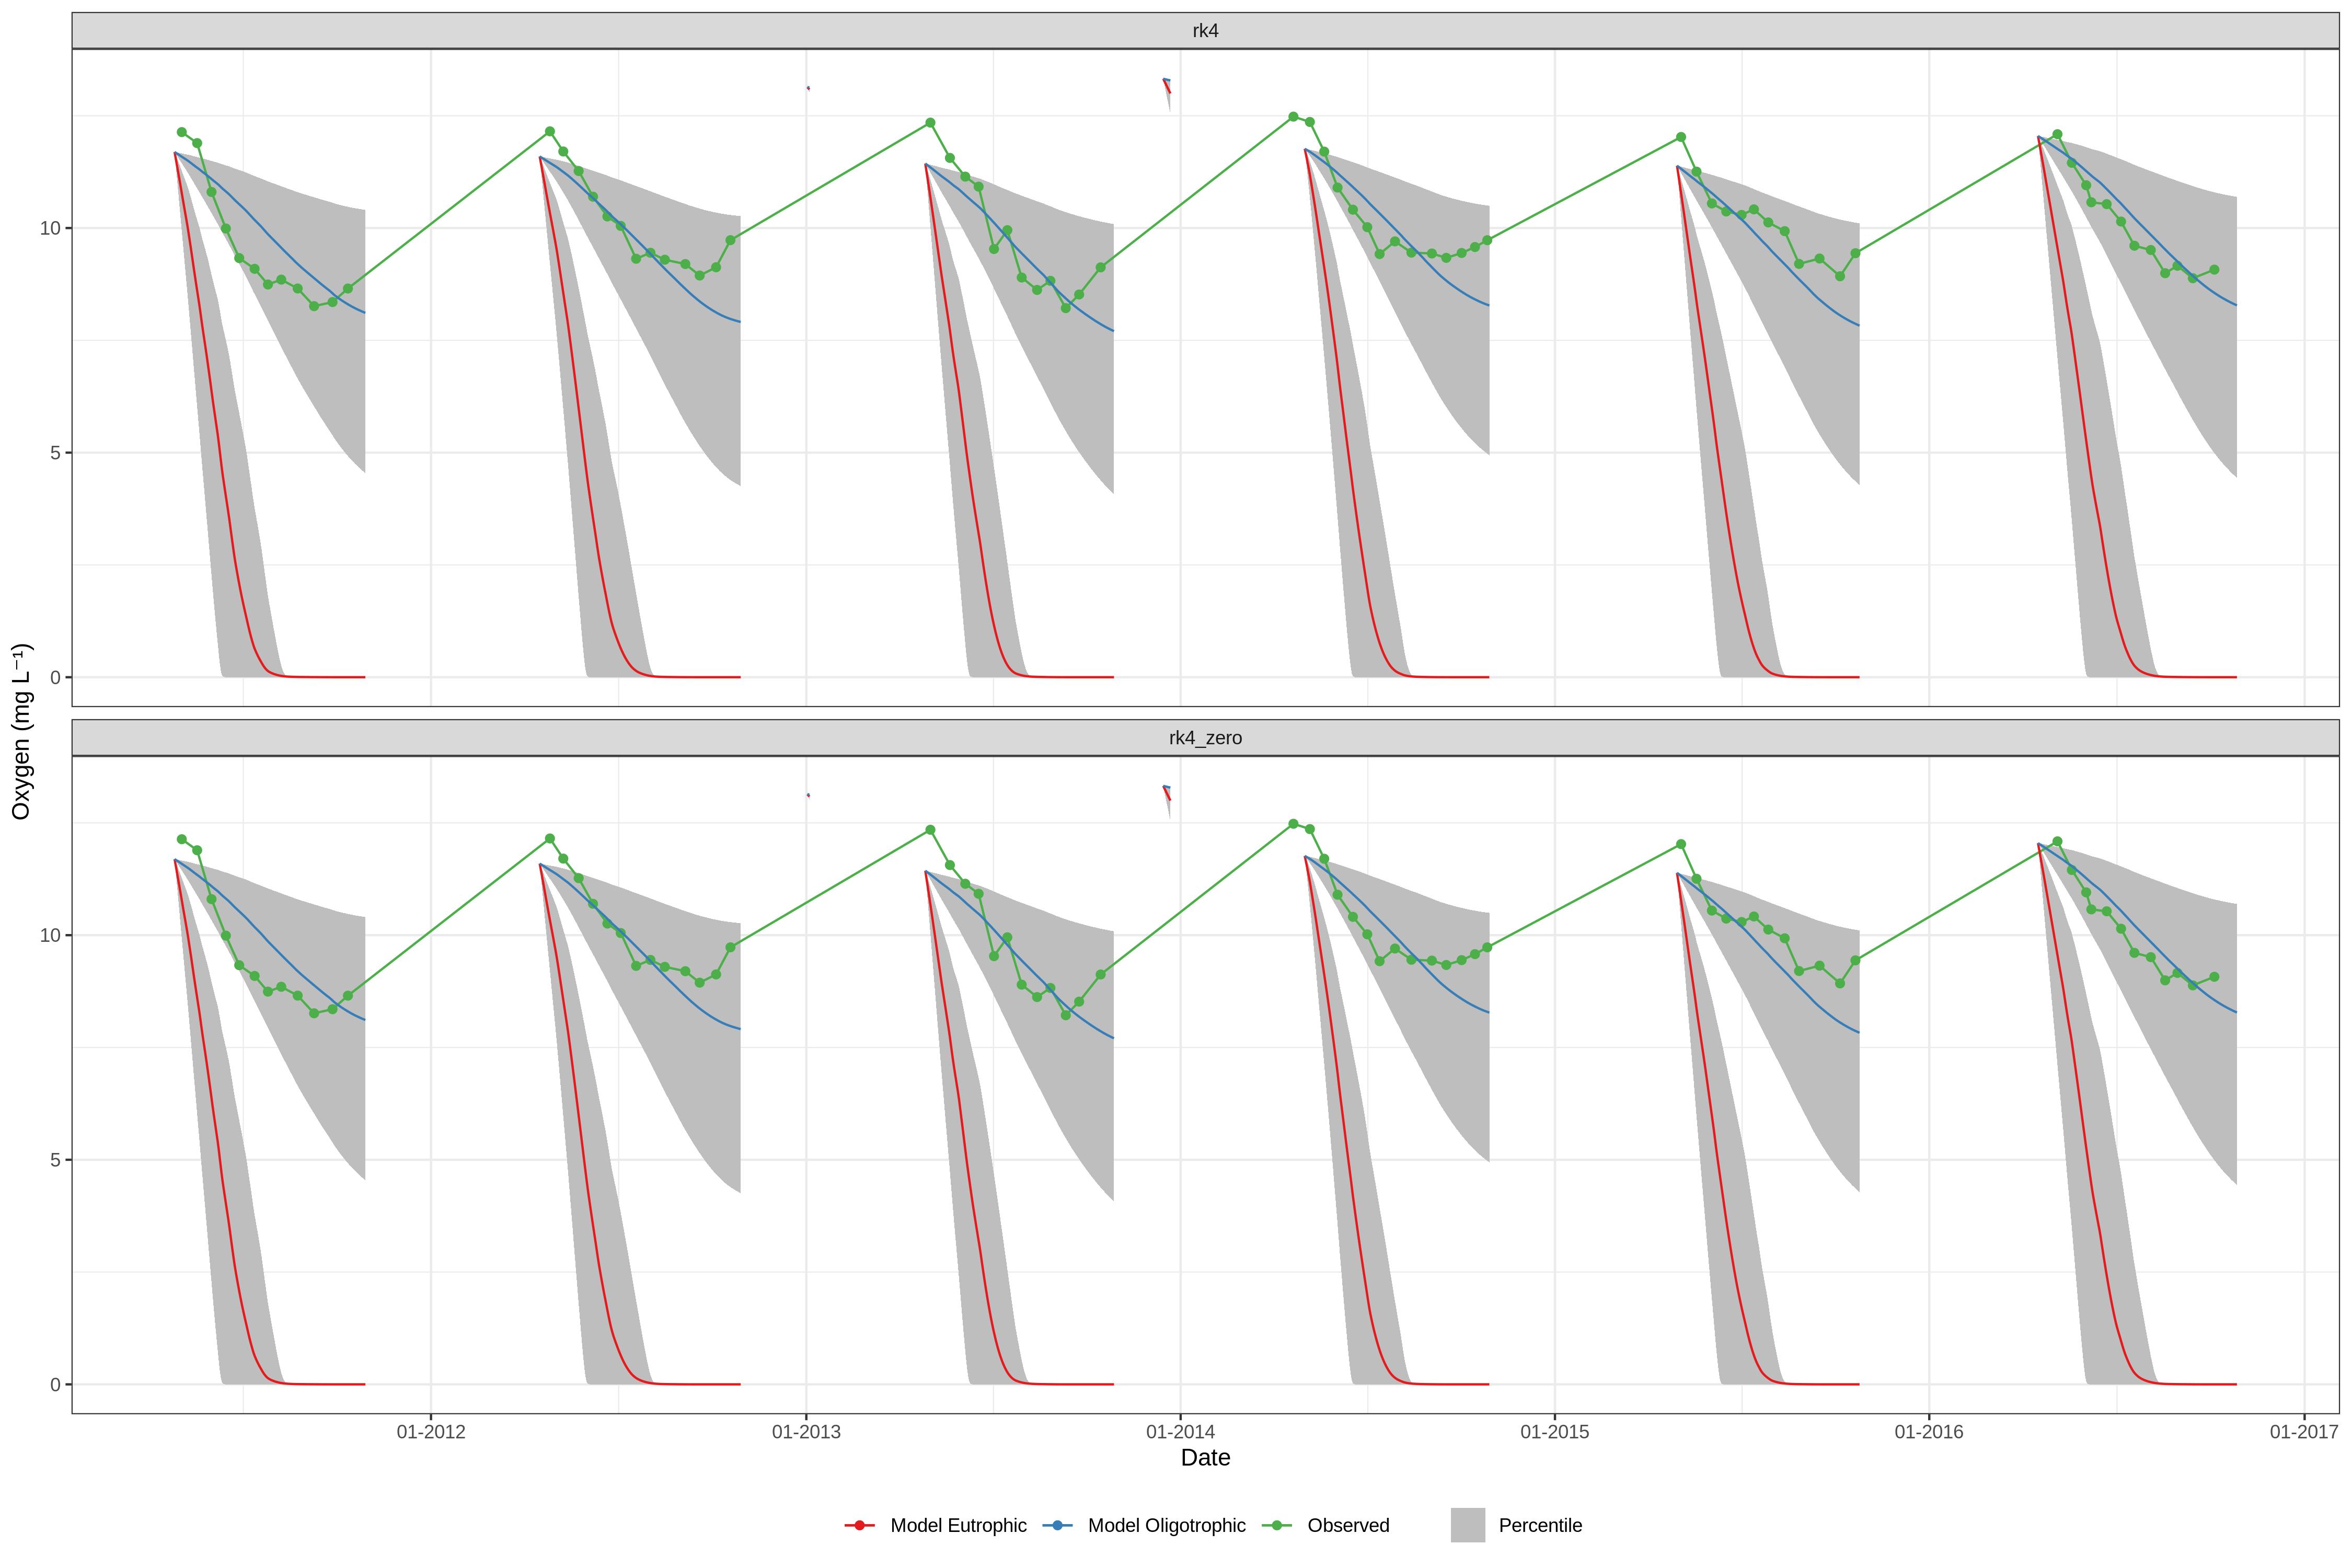 rk4
10
5
0
rk4_zero
10
5
0
Oxygen (mg L⁻¹)
01-2012 01-2013 01-2014 01-2015 01-2016 01-2017
Date
Model Eutrophic Model Oligotrophic Observed Percentile